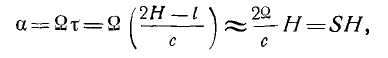 α = Ωτ = Ω (2H − l / c) ≈ 2Ω / c H = SH,